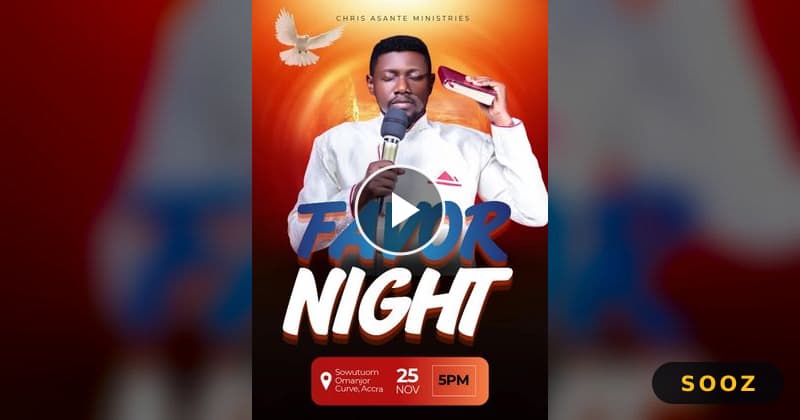 CHRIS ASANTE MINISTRIES
FAVOR
NIGHT
Sowutuom
Omanjor
Curve, Accra
25
NOV
5PM
SOOZ